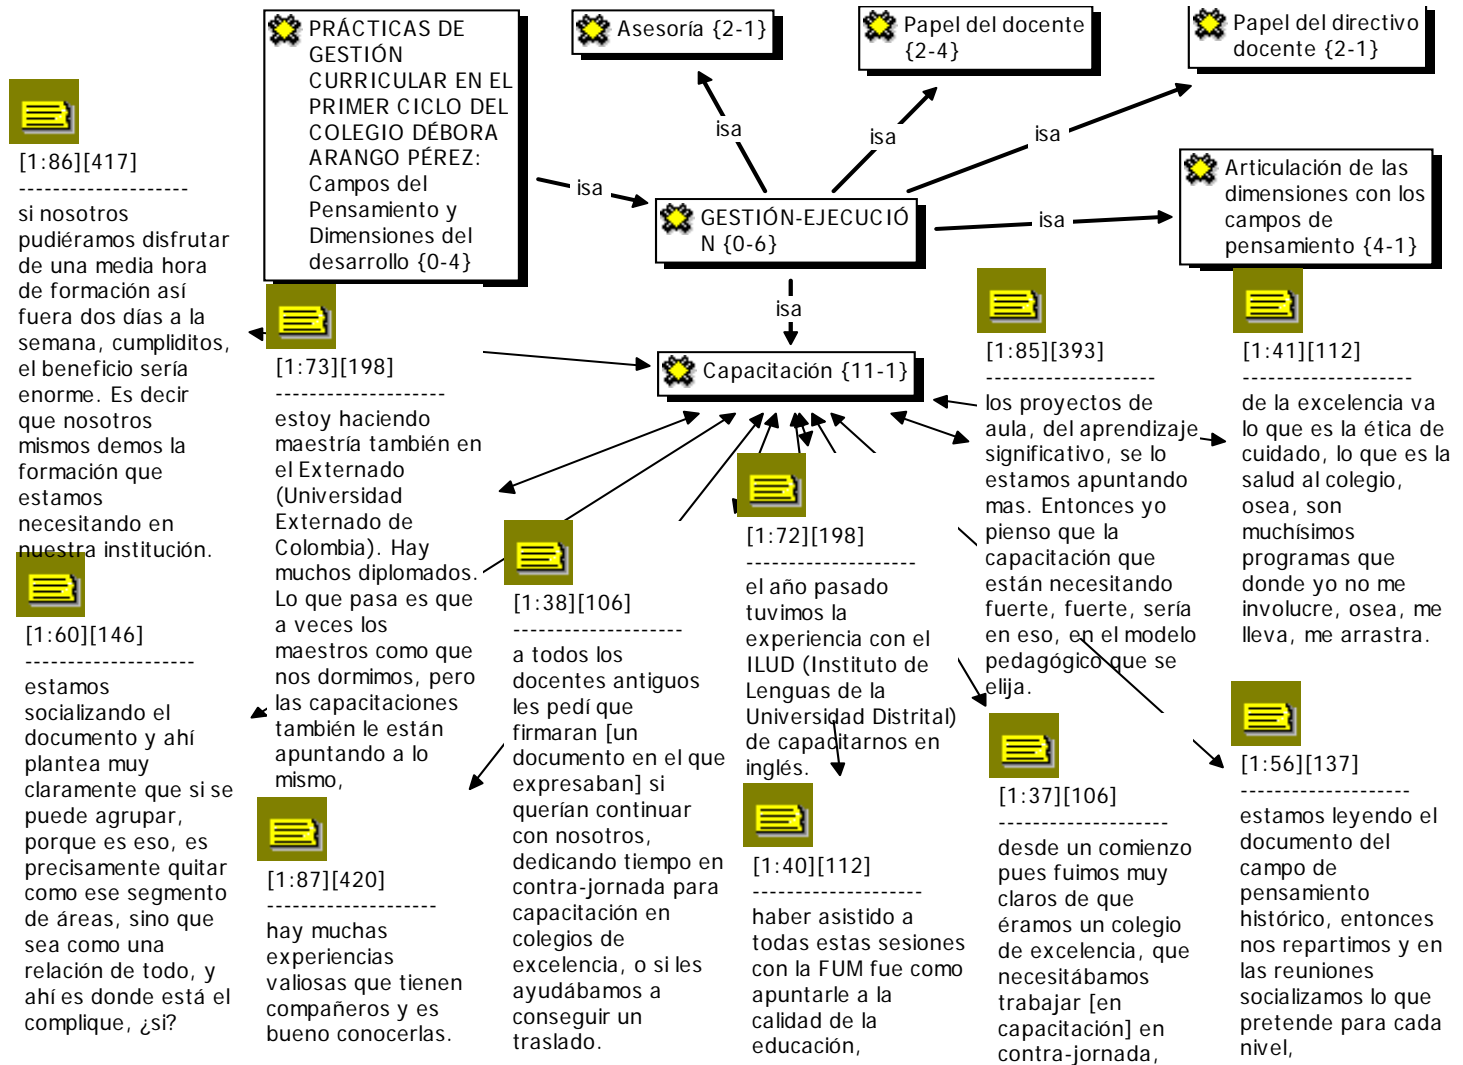 PRÁCTICAS DE
GESTIÓN
CURRICULAR EN EL
PRIMER CICLO DEL
COLEGIO DÉBORA
ARANGO PÉREZ:
Campos del
Pensamiento y
Dimensiones del
desarrollo {0-4}
Asesoría {2-1}
Papel del docente
{2-4}
Papel del directivo
docente {2-1}
isa
isa
isa
isa
isa
isa
GESTIÓN-EJECUCIÓ
N {0-6}
Articulación de las
dimensiones con los
campos de
pensamiento {4-1}
Capacitación {11-1}
[1:86][417]
--------------------
si nosotros
pudiéramos disfrutar
de una media hora
de formación así
fuera dos días a la
semana, cumpliditos,
el beneficio sería
enorme. Es decir
que nosotros
mismos demos la
formación que
estamos
necesitando en
nuestra institución.
[1:60][146]
--------------------
estamos
socializando el
documento y ahí
plantea muy
claramente que si se
puede agrupar,
porque es eso, es
precisamente quitar
como ese segmento
de áreas, sino que
sea como una
relación de todo, y
ahí es donde está el
complique, ¿si?
[1:73][198]
--------------------
estoy haciendo
maestría también en
el Externado
(Universidad
Externado de
Colombia). Hay
muchos diplomados.
Lo que pasa es que
a veces los
maestros como que
nos dormimos, pero
las capacitaciones
también le están
apuntando a lo
mismo,
[1:87][420]
--------------------
hay muchas
experiencias
valiosas que tienen
compañeros y es
bueno conocerlas.
[1:38][106]
--------------------
a todos los
docentes antiguos
les pedí que
firmaran [un
documento en el que
expresaban] si
querían continuar
con nosotros,
dedicando tiempo en
contra-jornada para
capacitación en
colegios de
excelencia, o si les
ayudábamos a
conseguir un
traslado.
[1:72][198]
--------------------
el año pasado
tuvimos la
experiencia con el
ILUD (Instituto de
Lenguas de la
Universidad Distrital)
de capacitarnos en
inglés.
[1:40][112]
--------------------
haber asistido a
todas estas sesiones
con la FUM fue como
apuntarle a la
calidad de la
educación,
[1:85][393]
--------------------
los proyectos de
aula, del aprendizaje
significativo, se lo
estamos apuntando
mas. Entonces yo
pienso que la
capacitación que
están necesitando
fuerte, fuerte, sería
en eso, en el modelo
pedagógico que se
elija.
[1:37][106]
--------------------
desde un comienzo
pues fuimos muy
claros de que
éramos un colegio
de excelencia, que
necesitábamos
trabajar [en
capacitación] en
contra-jornada,
[1:41][112]
--------------------
de la excelencia va
lo que es la ética de
cuidado, lo que es la
salud al colegio,
osea, son
muchísimos
programas que
donde yo no me
involucre, osea, me
lleva, me arrastra.
[1:56][137]
--------------------
estamos leyendo el
documento del
campo de
pensamiento
histórico, entonces
nos repartimos y en
las reuniones
socializamos lo que
pretende para cada
nivel,